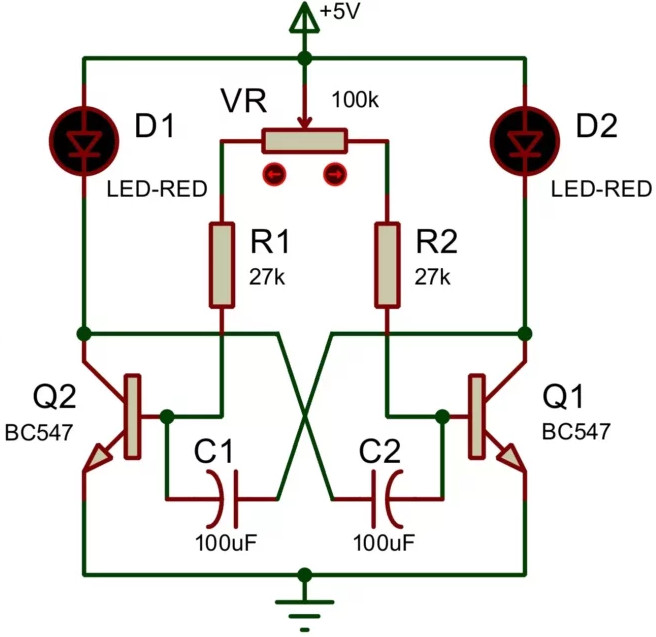 +5V
VR
100k
D1
LED-RED
D2
LED-RED
R1
27k
R2
27k
Q2
BC547
Q1
BC547
C1
100uF
C2
100uF